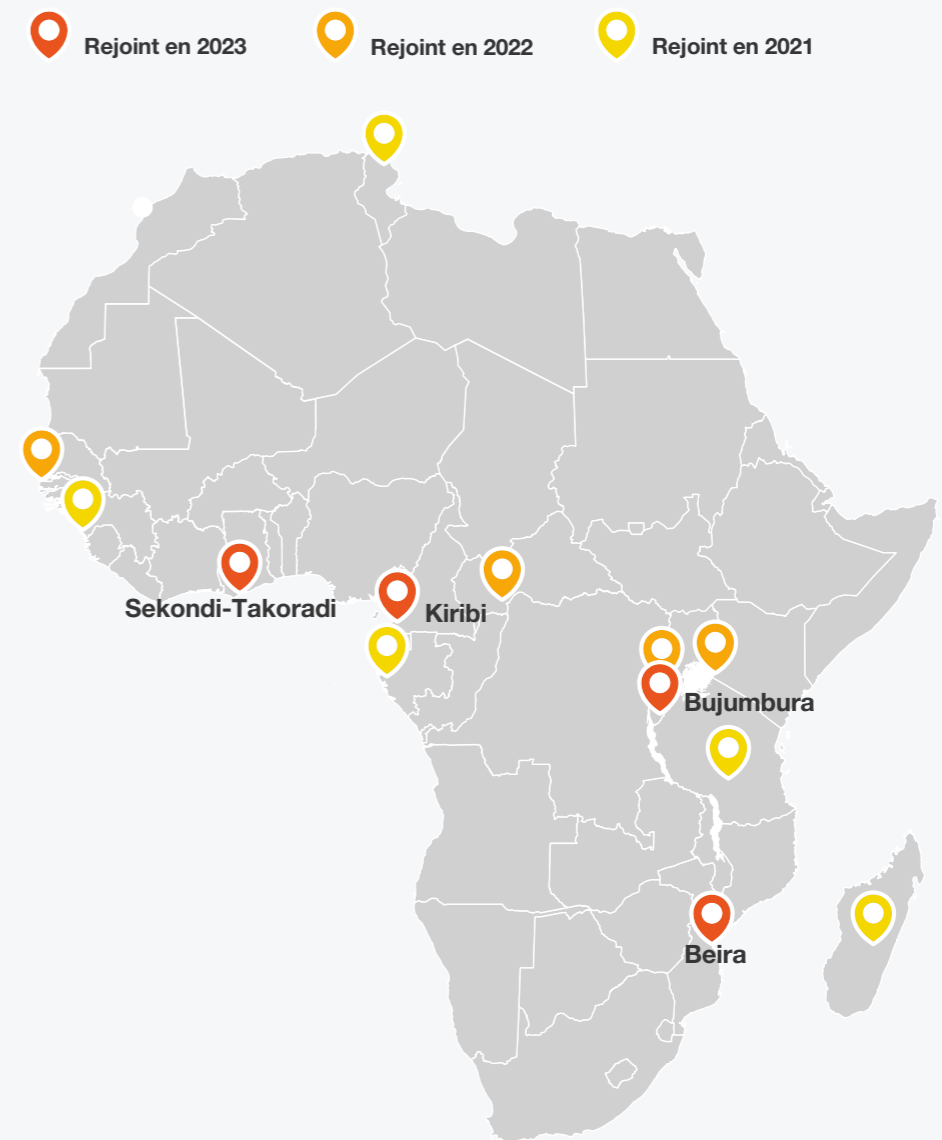 Rejoint en 2023
Rejoint en 2022
Rejoint en 2021
Sekondi-Takoradi
Kiribi
Bujumbura
Beira